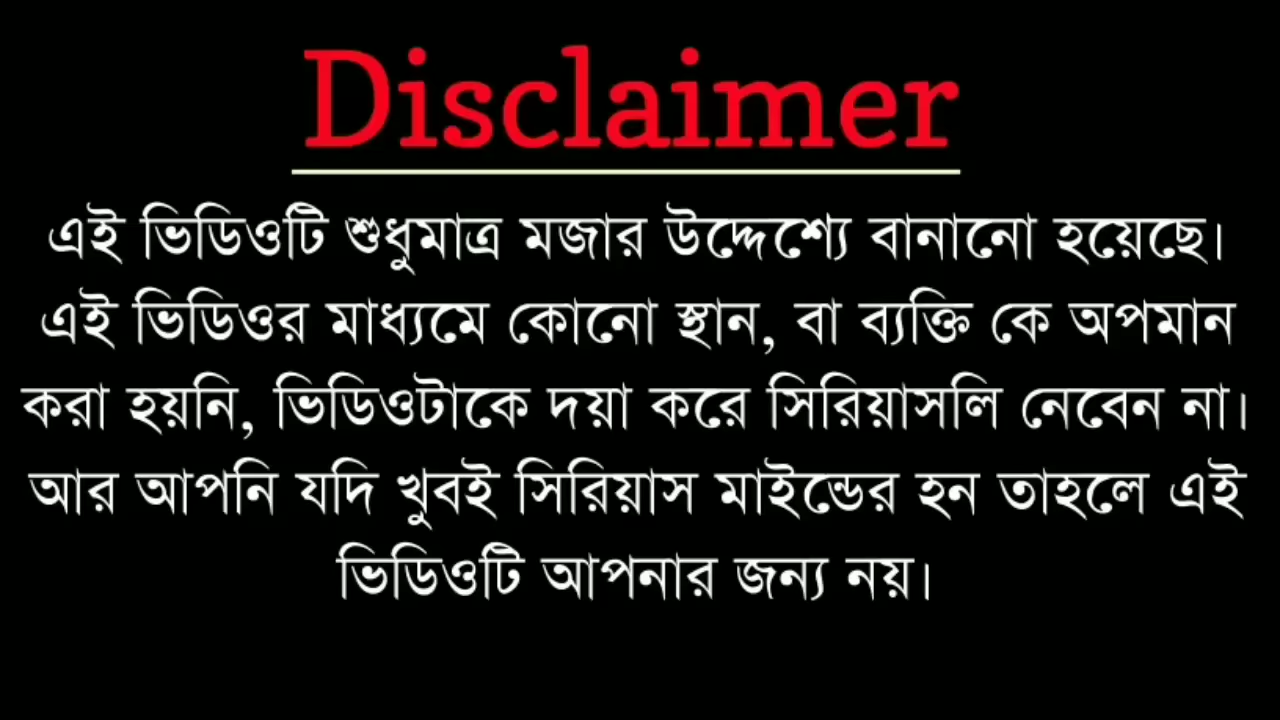 Disclaimer
এই ভিডিওটি শুধুমাত্র মজার উদ্দেশ্যে বানানো হয়েছে।
এই ভিডিওর মাধ্যমে কোনো স্থান, বা ব্যক্তি কে অপমান
করা হয়নি, ভিডিওটাকে দয়া করে সিরিয়াসলি নেবেন না।
আর আপনি যদি খুবই সিরিয়াস মাইন্ডের হন তাহলে এই
ভিডিওটি আপনার জন্য নয়।